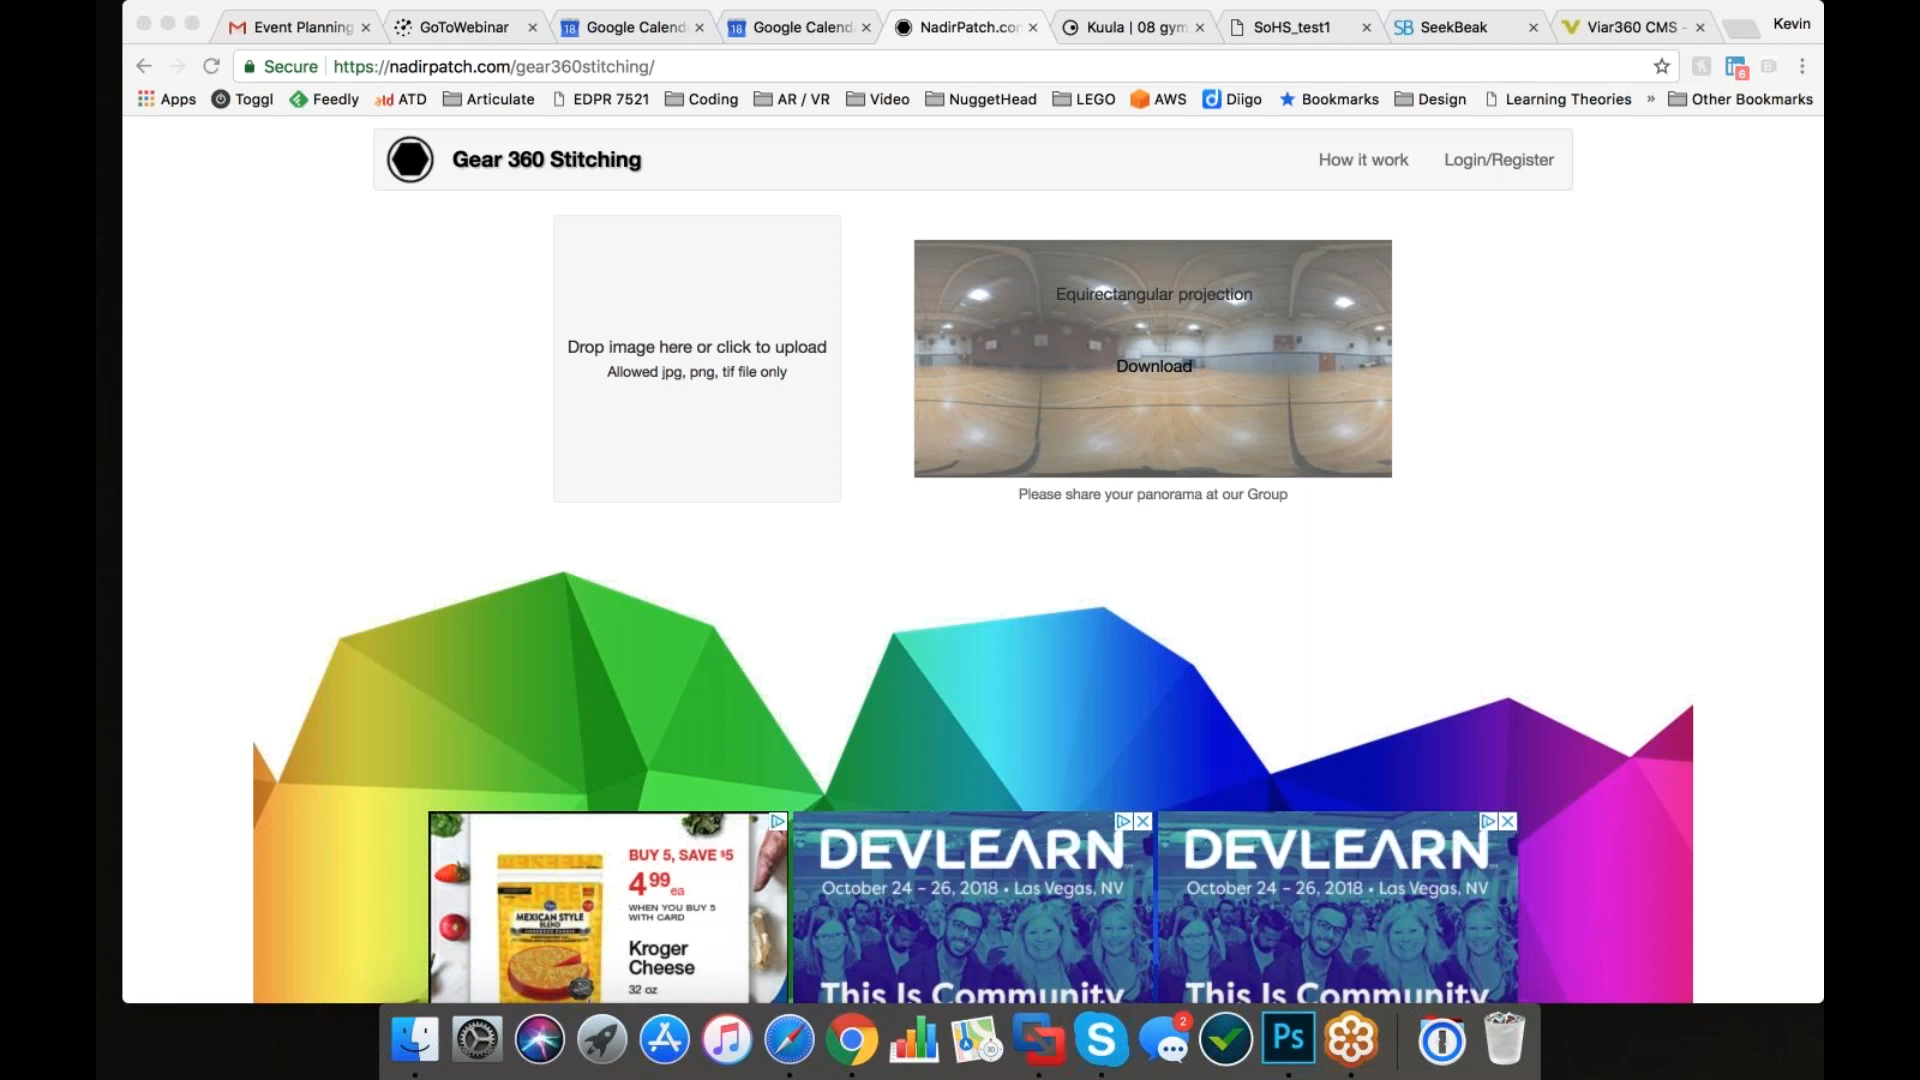 Event Planning
GoToWebinar
Google Calend
Google Calend
NadirPatch.co
Kuula | 08 gym
SoHS_test1
SB SeekBeak
Viar360 CMS -
Kevin
Secure
https://nadirpatch.com/gear360stitching/
6
Apps
Toggl
Feedly
atd ATD
Articulate
EDPR 7521
Coding
AR / VR
Video
NuggetHead
LEGO
AWS
Diigo
Bookmarks
Design
Learning Theories
»
Other Bookmarks
Gear 360 Stitching
How it work
Login/Register
Drop image here or click to upload
Allowed jpg, png, tif file only
Equirectangular projection
Download
Please share your panorama at our Group
BUY 5, SAVE $5
4.99 ea
WHEN YOU BUY 5
WITH CARD
MEXICAN STYLE
BLEND
Kroger
Cheese
32 oz
DEVLEARN
October 24 – 26, 2018 • Las Vegas, NV
This Is Community
DEVLEARN
October 24 – 26, 2018 • Las Vegas, NV
This Is Community
2
Ps